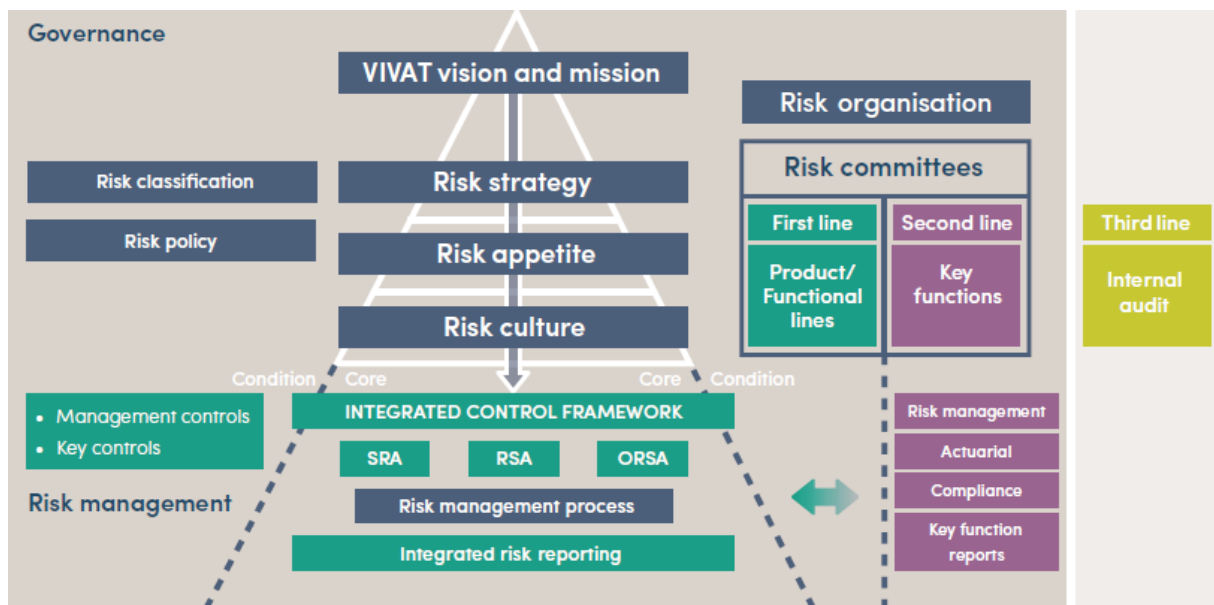 Governance
VIVAT vision and mission
Risk organisation
Risk committees
Risk classification
Risk strategy
First line
Second line
Third line
Risk policy
Risk appetite
Product/
Functional
lines
Key
functions
Internal
audit
Risk culture
Condition
Core
Core
Condition
• Management controls
• Key controls
INTEGRATED CONTROL FRAMEWORK
Risk management
SRA
RSA
ORSA
Actuarial
Risk management
Risk management process
Compliance
Integrated risk reporting
Key function
reports